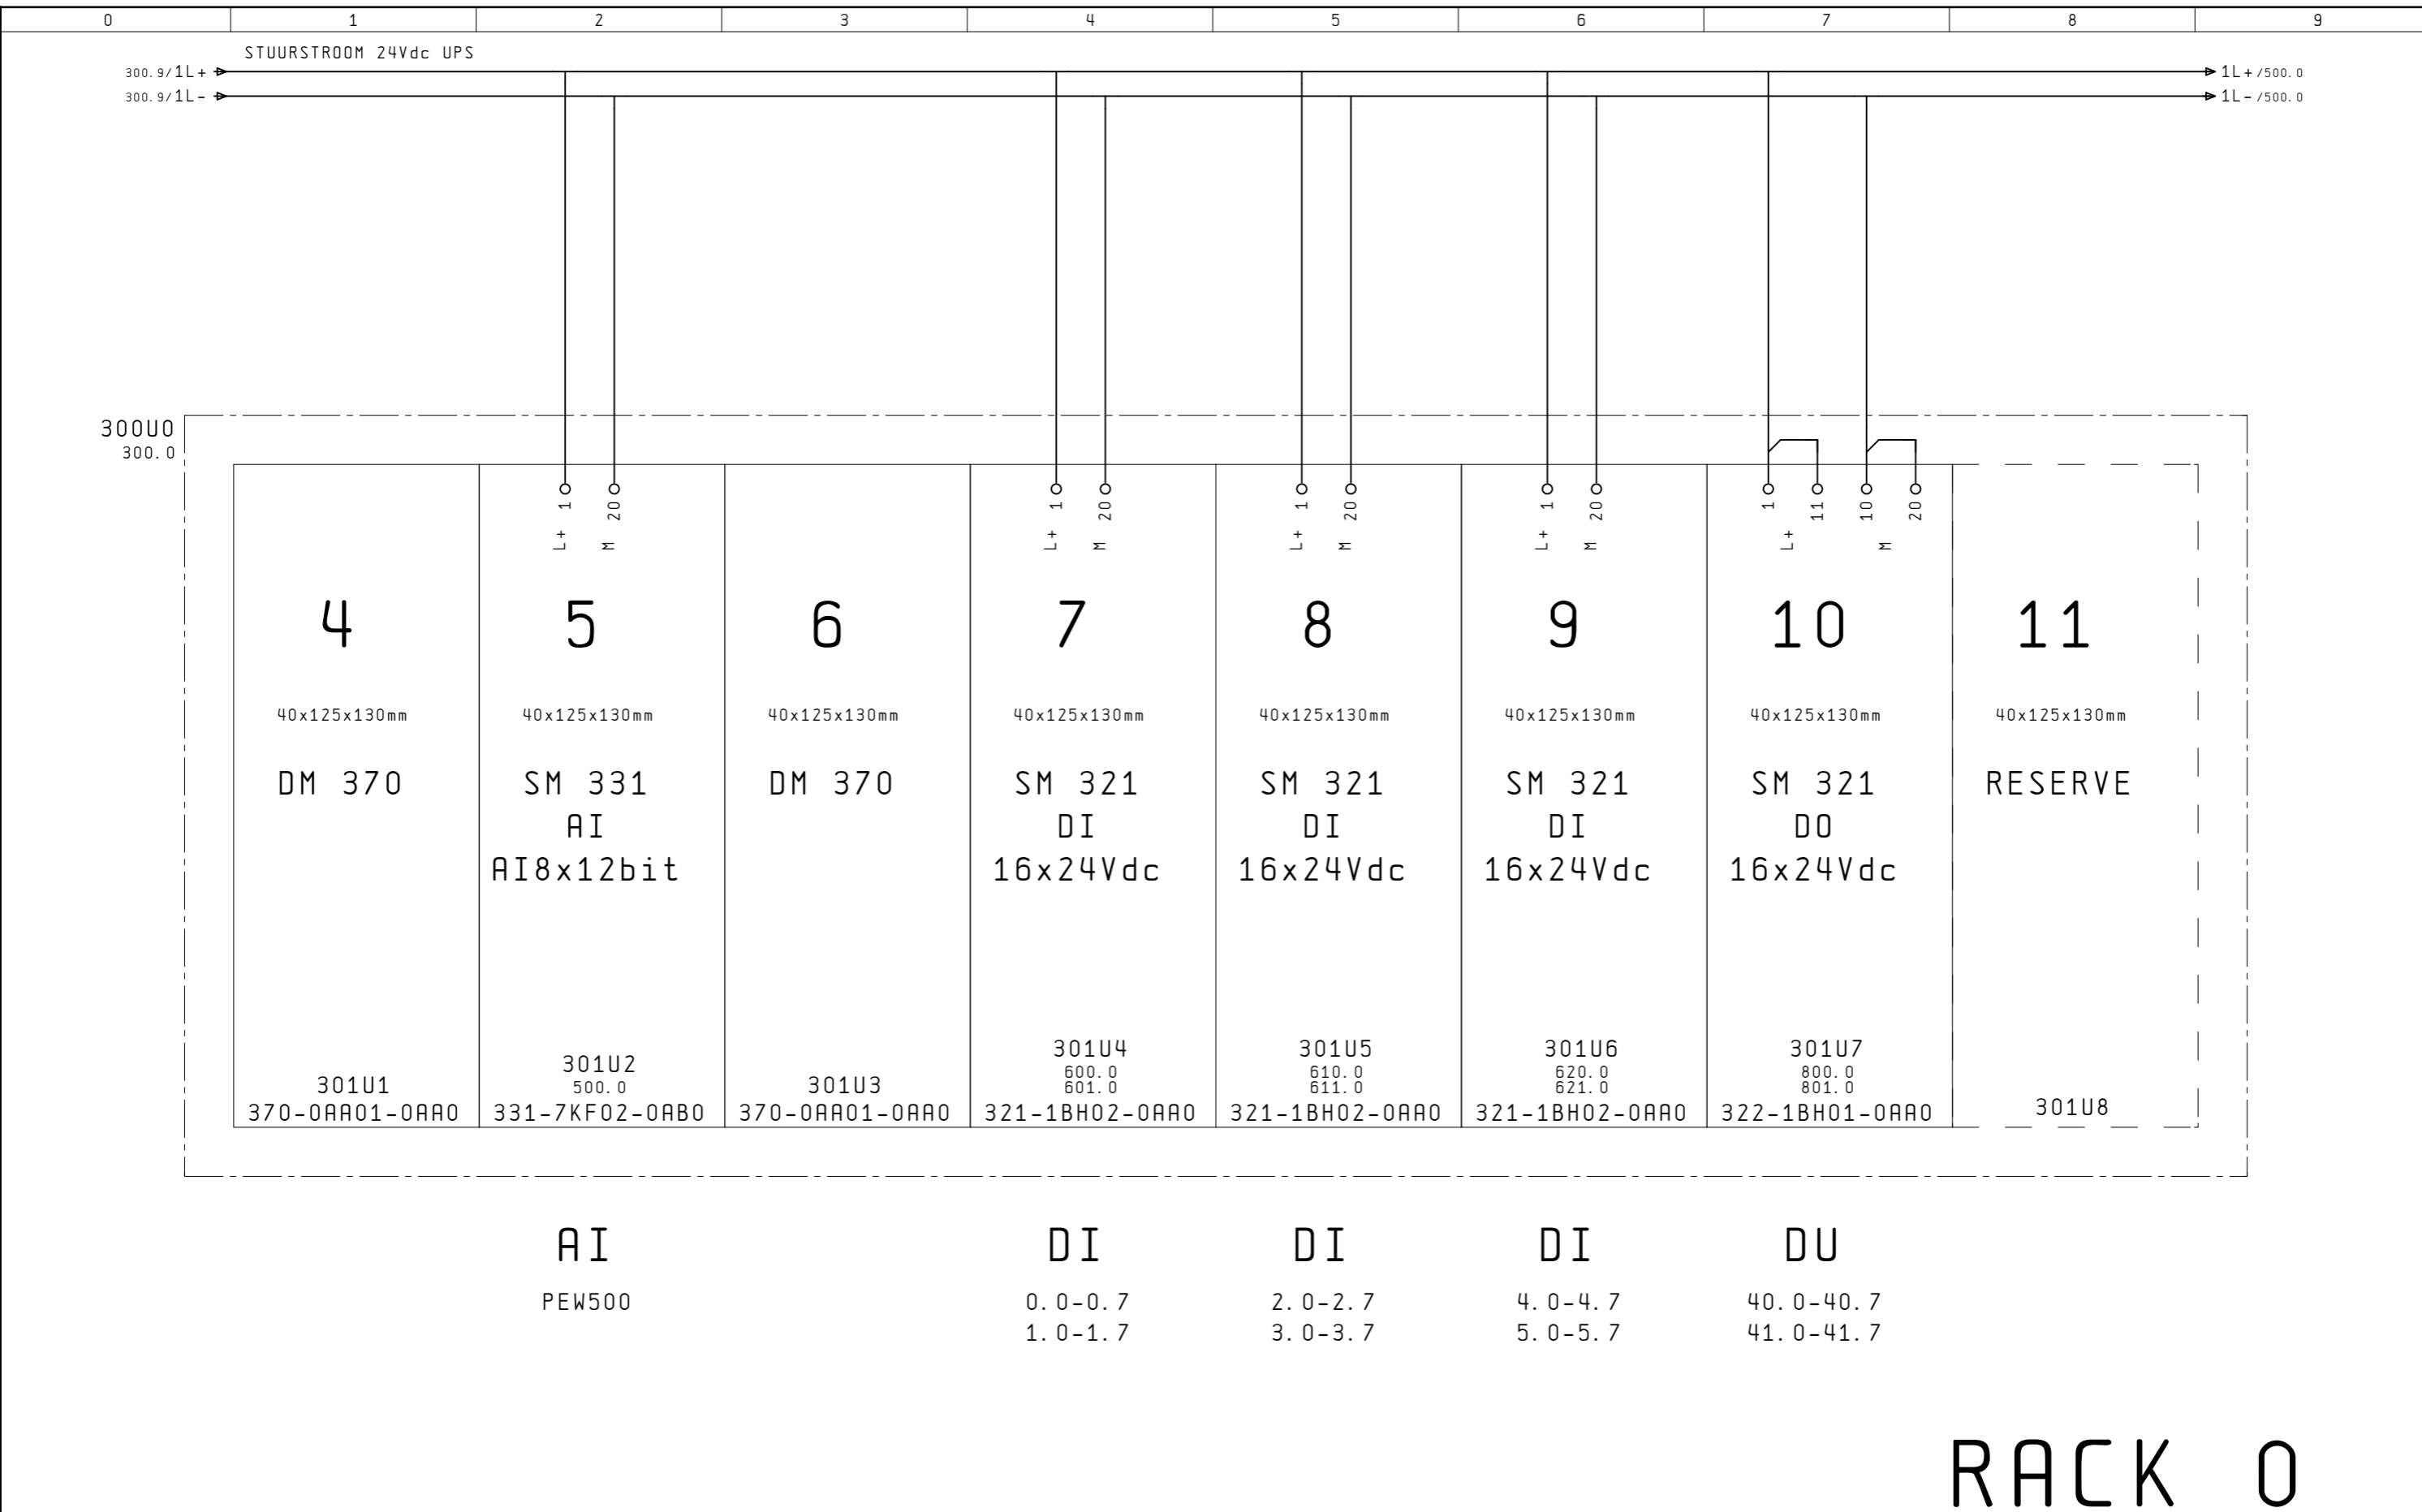 0 1 2 3 4 5 6 7 8 9
STUURSTROOM 24Vdc UPS
300.9/1L+ 1L+/500.0
300.9/1L- 1L-/500.0
300U0
300.0
1 20 1 20 1 20 1 20 1 11 10 20
L+ M L+ M L+ M L+ M L+ M
4 5 6 7 8 9 10 11
40x125x130mm 40x125x130mm 40x125x130mm 40x125x130mm 40x125x130mm 40x125x130mm 40x125x130mm 40x125x130mm
DM 370 SM 331 DM 370 SM 321 SM 321 SM 321 SM 321 RESERVE
AI DI DI DI DO
AI8x12bit 16x24Vdc 16x24Vdc 16x24Vdc 16x24Vdc
301U4 301U5 301U6 301U7
301U2 600.0 610.0 620.0 800.0
301U1 500.0 301U3 601.0 611.0 621.0 801.0
370-0AA01-0AA0 331-7KF02-0AB0 370-0AA01-0AA0 321-1BH02-0AA0 321-1BH02-0AA0 321-1BH02-0AA0 322-1BH01-0AA0 301U8
AI DI DI DI DU
PEW500 0.0-0.7 2.0-2.7 4.0-4.7 40.0-40.7
1.0-1.7 3.0-3.7 5.0-5.7 41.0-41.7
RACK 0